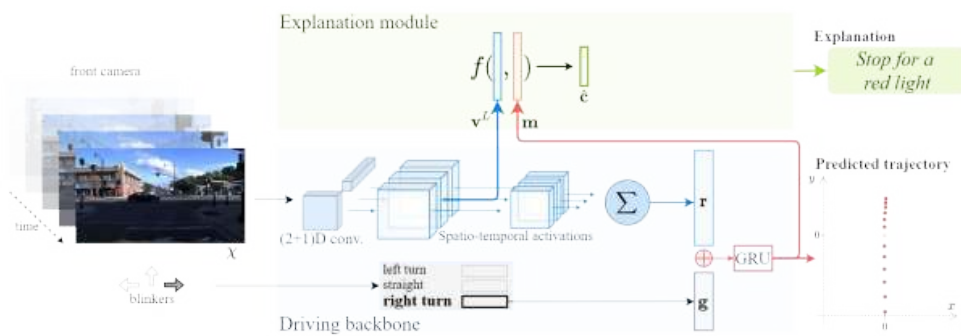 Explanation module
front camera
f( , )
ĉ
v^L
m
Explanation
Stop for a
red light
time
χ
(2+1)D conv.
Spatio-temporal activations
Σ
r
GRU
Predicted trajectory
y
0
0
x
blinkers
left turn
straight
right turn
g
Driving backbone